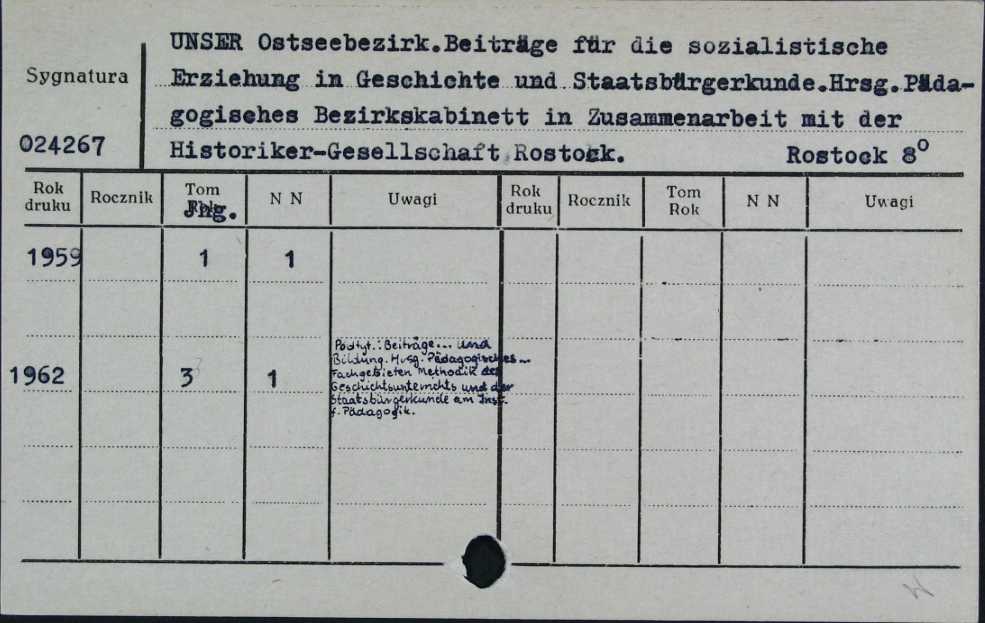 UNSER Ostseebezirk.Beiträge für die sozialistische
Sygnatura
Erziehung in Geschichte und Staatsbürgerkunde.Hrsg.Päda-
gogisches Bezirkskabinett in Zusammenarbeit mit der
024267
Historiker-Gesellschaft Rostock. Rostock 8⁰
Rok druku Rocznik Tom Jhg. N N Uwagi Rok druku Rocznik Tom Rok N N Uwagi
1959 1 1
Podtyt.: Beiträge... und
Bildung. Hrsg. Pädagogisches...
1962 3 1 Fachgebieten Methodik des
Geschichtsunterrichts und der
Staatsbürgerkunde am Inst.
f. Pädagogik.